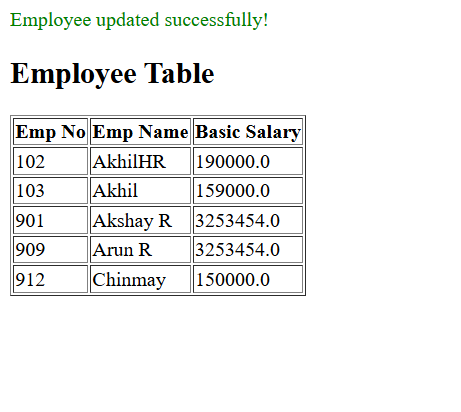 Employee updated successfully!
Employee Table
Emp No Emp Name Basic Salary
102 AkhilHR 190000.0
103 Akhil 159000.0
901 Akshay R 3253454.0
909 Arun R 3253454.0
912 Chinmay 150000.0